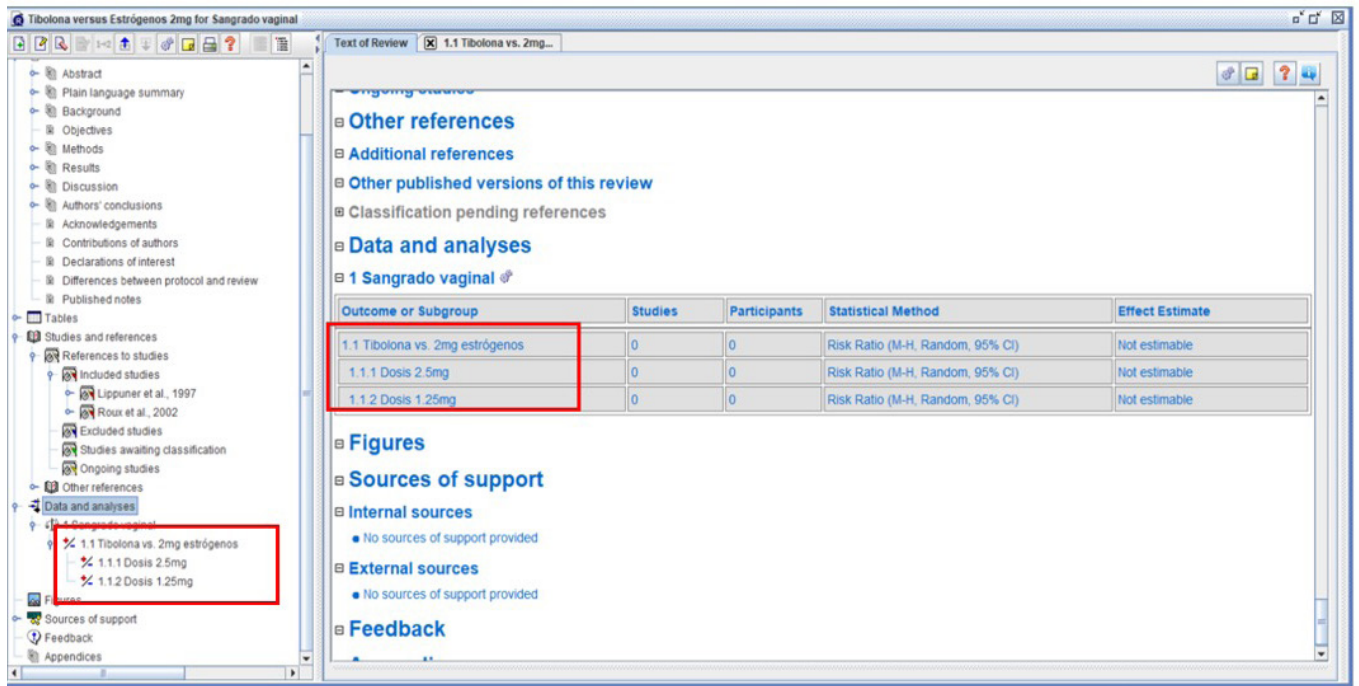 Tibolona versus Estrógenos 2mg for Sangrado vaginal
Text of Review
1.1 Tibolona vs. 2mg...
Abstract
Plain language summary
Background
Objectives
Methods
Results
Discussion
Authors' conclusions
Acknowledgements
Contributions of authors
Declarations of interest
Differences between protocol and review
Published notes
Tables
Studies and references
References to studies
Included studies
Lippuner et al., 1997
Roux et al., 2002
Excluded studies
Studies awaiting classification
Ongoing studies
Other references
Data and analyses
1 Sangrado vaginal
1.1 Tibolona vs. 2mg estrógenos
1.1.1 Dosis 2.5mg
1.1.2 Dosis 1.25mg
Figures
Sources of support
Feedback
Appendices
Ongoing studies
Other references
Additional references
Other published versions of this review
Classification pending references
Data and analyses
1 Sangrado vaginal
Outcome or Subgroup Studies Participants Statistical Method Effect Estimate
1.1 Tibolona vs. 2mg estrógenos 0 0 Risk Ratio (M-H, Random, 95% CI) Not estimable
1.1.1 Dosis 2.5mg 0 0 Risk Ratio (M-H, Random, 95% CI) Not estimable
1.1.2 Dosis 1.25mg 0 0 Risk Ratio (M-H, Random, 95% CI) Not estimable
Figures
Sources of support
Internal sources
No sources of support provided
External sources
No sources of support provided
Feedback